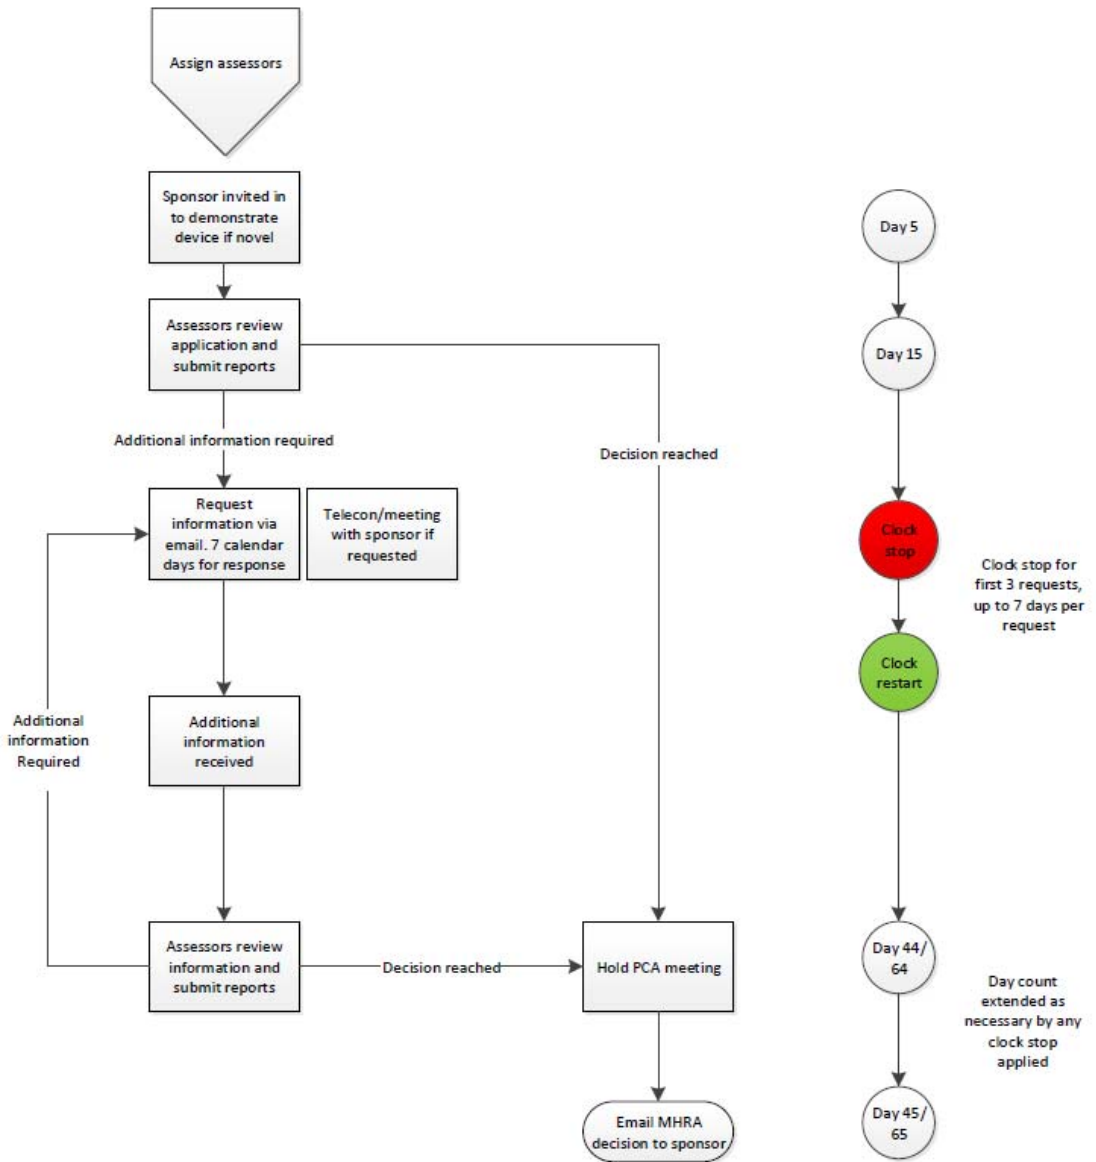 Assign assessors
Sponsor invited in
to demonstrate
device if novel
Day 5
Assessors review
application and
submit reports
Day 15
Additional information required
Decision reached
Request
information via
email. 7 calendar
days for response
Telecon/meeting
with sponsor if
requested
Clock
stop
Clock stop for
first 3 requests,
up to 7 days per
request
Clock
restart
Additional
information
Required
Additional
information
received
Assessors review
information and
submit reports
Decision reached
Hold PCA meeting
Day 44/
64
Day count
extended as
necessary by any
clock stop
applied
Email MHRA
decision to sponsor
Day 45/
65